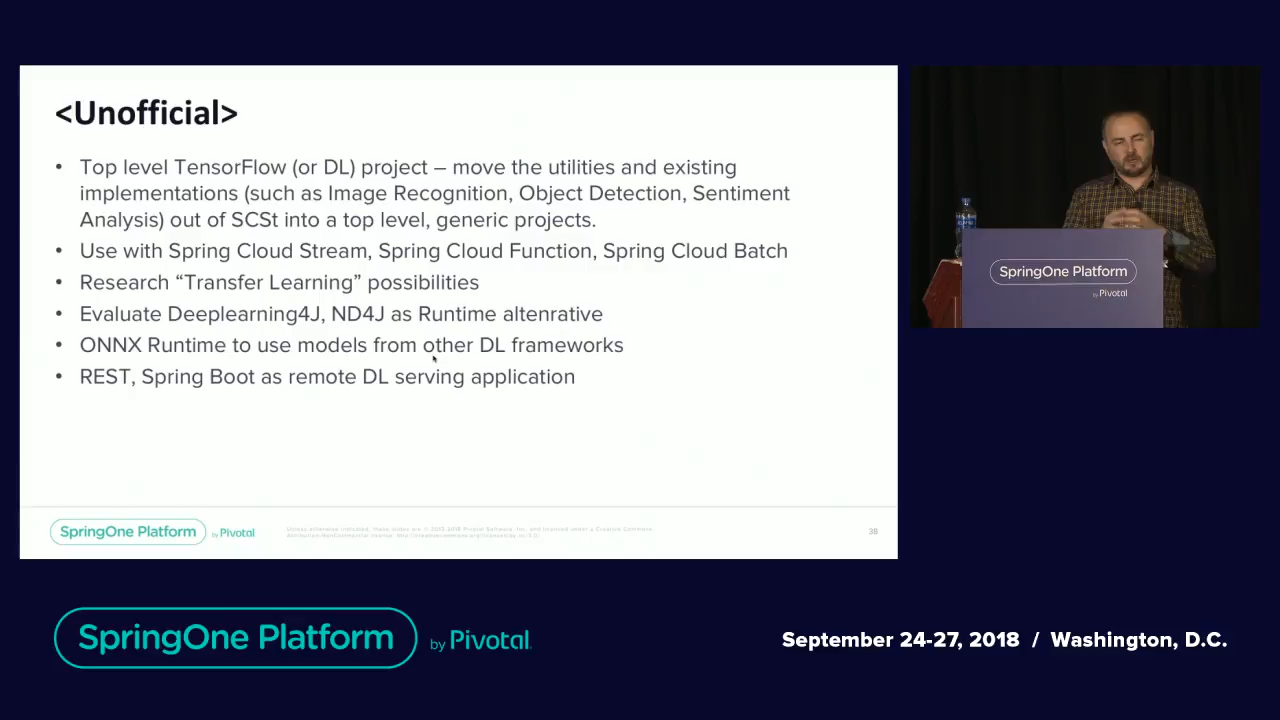 <Unofficial>
• Top level TensorFlow (or DL) project – move the utilities and existing
implementations (such as Image Recognition, Object Detection, Sentiment
Analysis) out of SCSt into a top level, generic projects.
• Use with Spring Cloud Stream, Spring Cloud Function, Spring Cloud Batch
• Research “Transfer Learning” possibilities
• Evaluate Deeplearning4J, ND4J as Runtime altenrative
• ONNX Runtime to use models from other DL frameworks
• REST, Spring Boot as remote DL serving application
SpringOne Platform by Pivotal
38
SpringOne Platform
by Pivotal
SpringOne Platform by Pivotal.
September 24-27, 2018 / Washington, D.C.